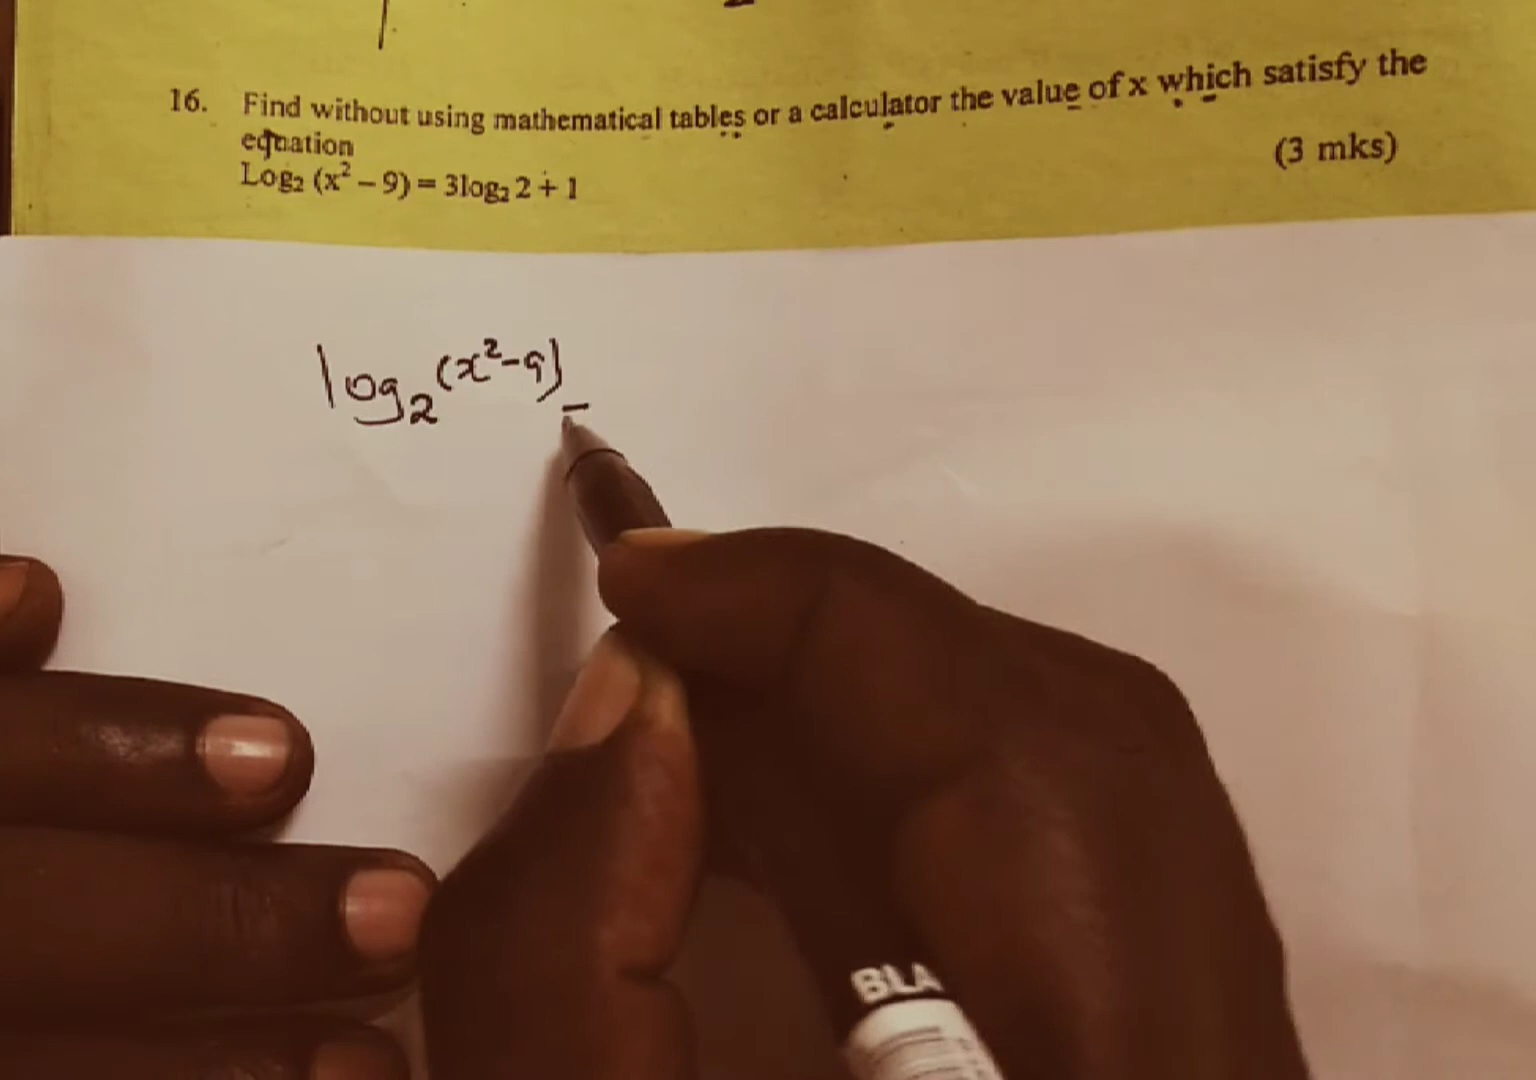 16. Find without using mathematical tables or a calculator the value of x which satisfy the
equation
(3 mks)
Log₂ (x² – 9) = 3log₂ 2 + 1
log₂(x²-9) =
BLA